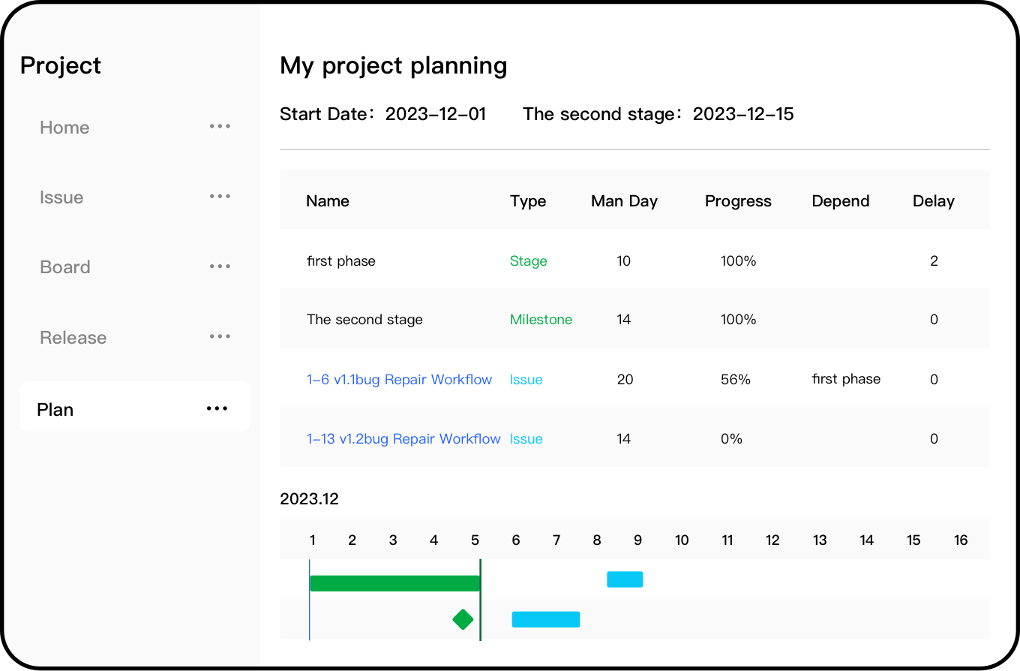 Project
Home ...
Issue ...
Board ...
Release ...
Plan ...
My project planning
Start Date: 2023-12-01 The second stage: 2023-12-15
Name Type Man Day Progress Depend Delay
first phase Stage 10 100% 2
The second stage Milestone 14 100% 0
1-6 v1.1bug Repair Workflow Issue 20 56% first phase 0
1-13 v1.2bug Repair Workflow Issue 14 0% 0
2023.12
1 2 3 4 5 6 7 8 9 10 11 12 13 14 15 16